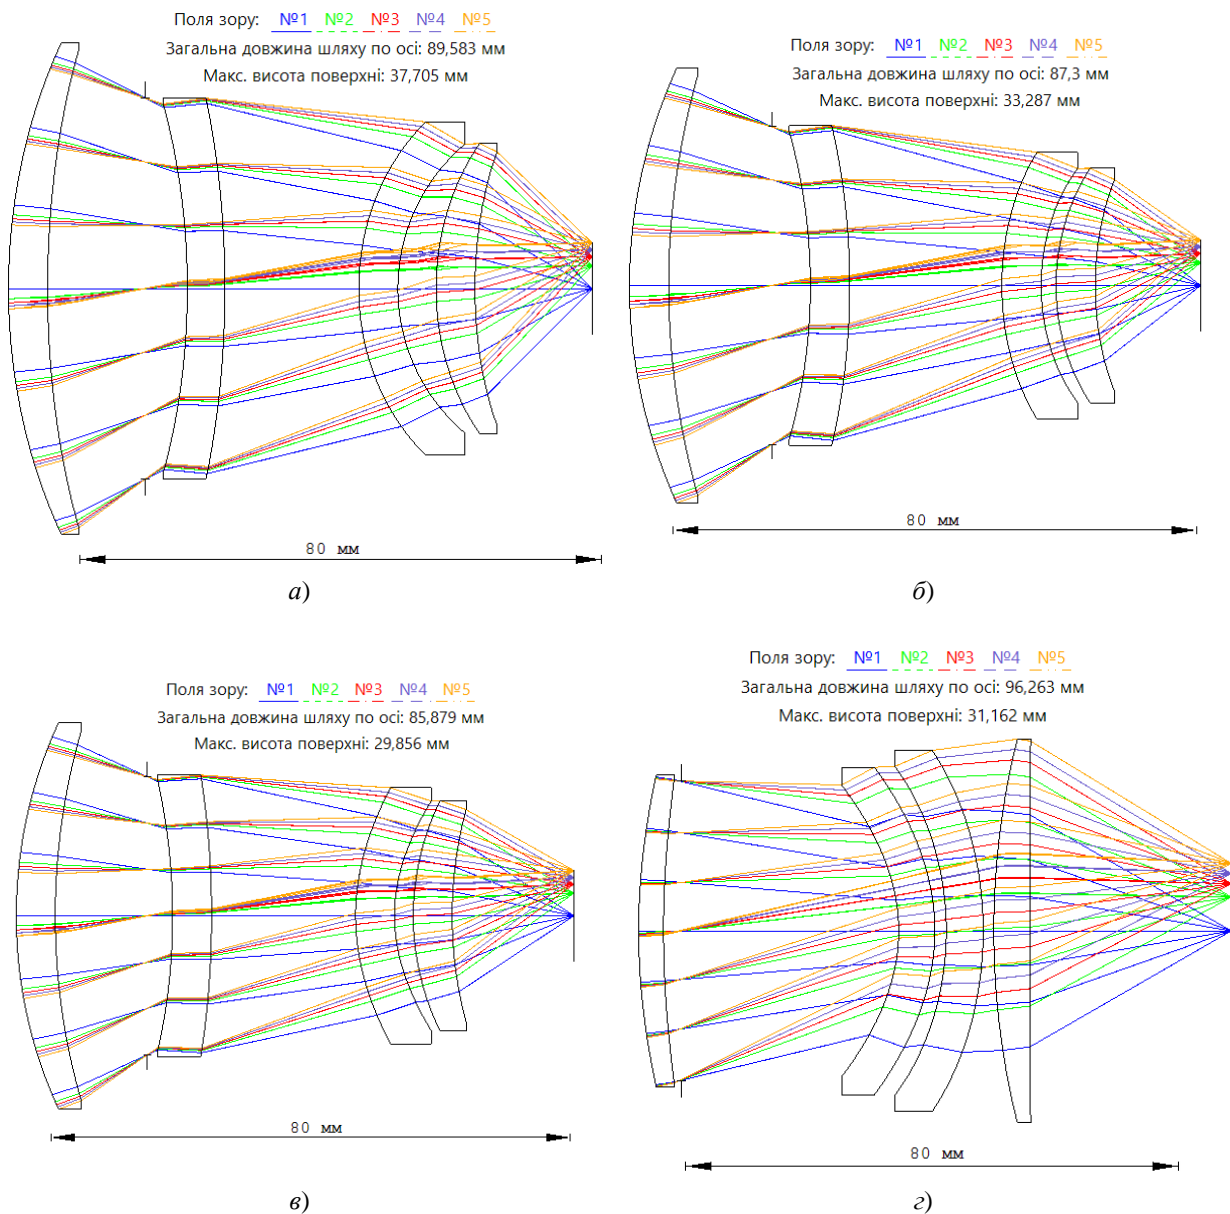 Поля зору: №1 №2 №3 №4 №5
Загальна довжина шляху по осі: 89,583 мм
Макс. висота поверхні: 37,705 мм
80 мм
а)
Поля зору: №1 №2 №3 №4 №5
Загальна довжина шляху по осі: 87,3 мм
Макс. висота поверхні: 33,287 мм
80 мм
б)
Поля зору: №1 №2 №3 №4 №5
Загальна довжина шляху по осі: 85,879 мм
Макс. висота поверхні: 29,856 мм
80 мм
в)
Поля зору: №1 №2 №3 №4 №5
Загальна довжина шляху по осі: 96,263 мм
Макс. висота поверхні: 31,162 мм
80 мм
г)